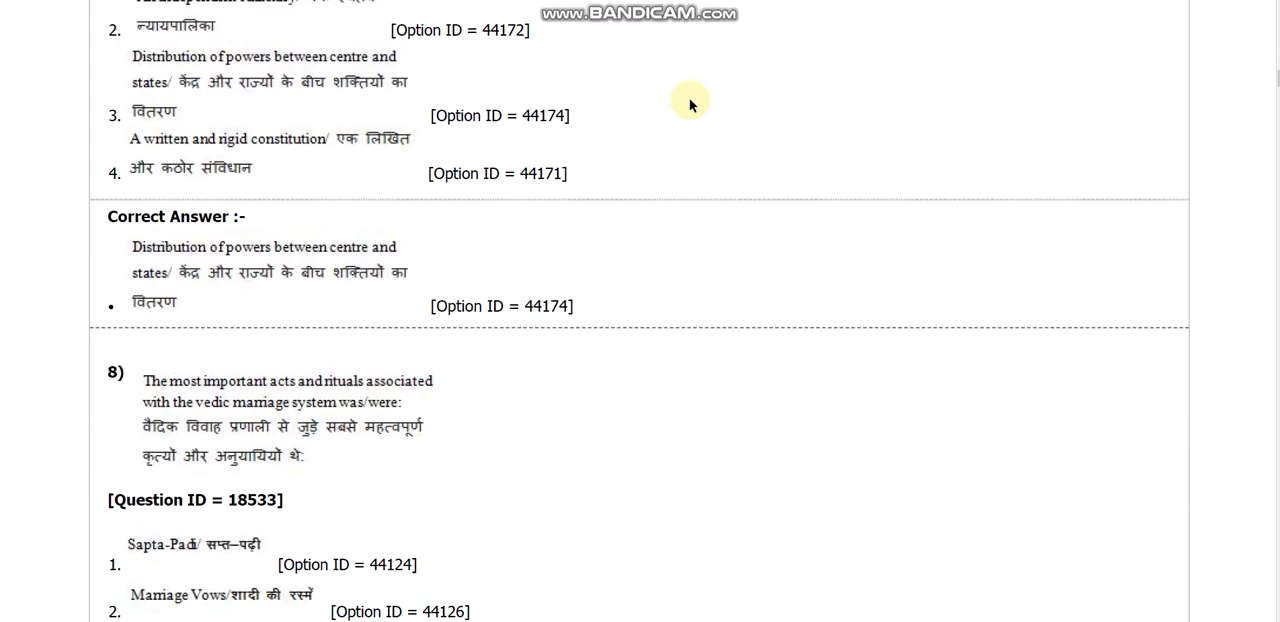 www.BANDICAM.com
2. न्यायपालिका [Option ID = 44172]
Distribution of powers between centre and
states/ केंद्र और राज्यों के बीच शक्तियों का
3. वितरण [Option ID = 44174]
A written and rigid constitution/ एक लिखित
4. और कठोर संविधान [Option ID = 44171]
Correct Answer :-
Distribution of powers between centre and
states/ केंद्र और राज्यों के बीच शक्तियों का
• वितरण [Option ID = 44174]
8)
The most important acts and rituals associated
with the vedic marriage system was/were:
वैदिक विवाह प्रणाली से जुड़े सबसे महत्वपूर्ण
कृत्यों और अनुयायियों थे:
[Question ID = 18533]
Sapta-Padi/ सप्त–पढ़ी
1. [Option ID = 44124]
Marriage Vows/शादी की रस्में
2. [Option ID = 44126]